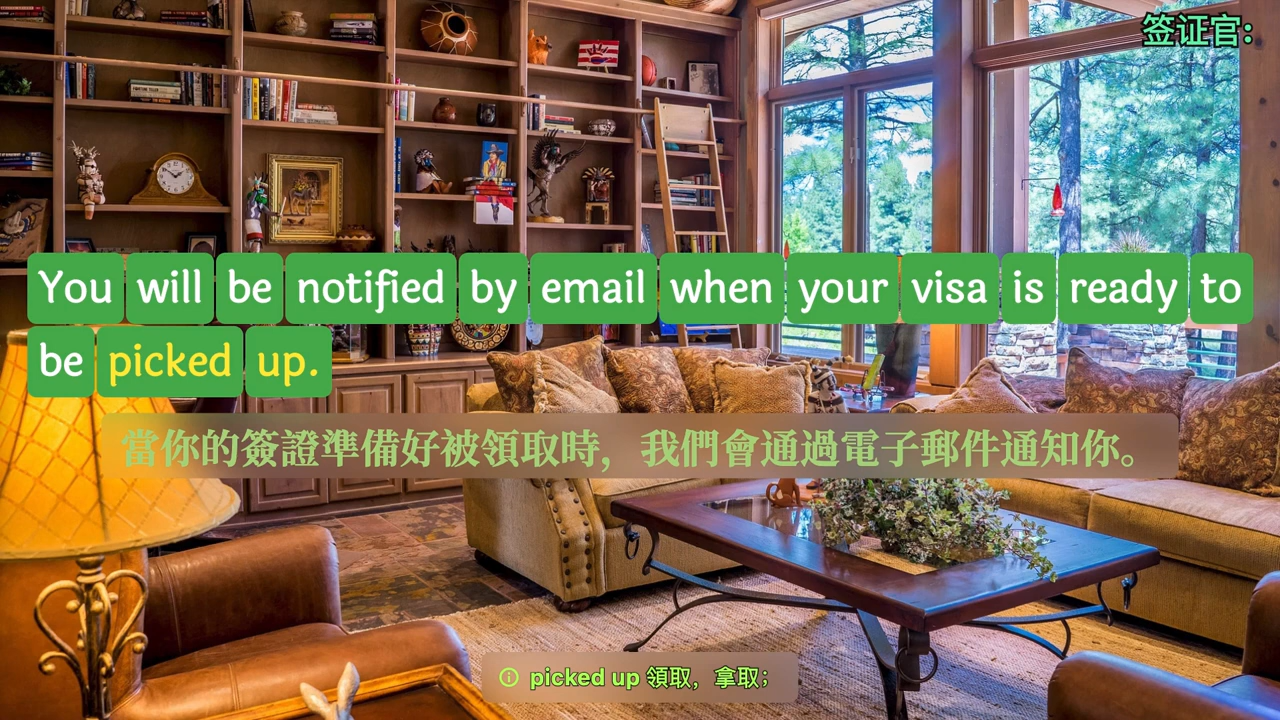 签证官:
You will be notified by email when your visa is ready to
be picked up.
當你的簽證準備好被領取時，我們會通過電子郵件通知你。
picked up 領取，拿取；